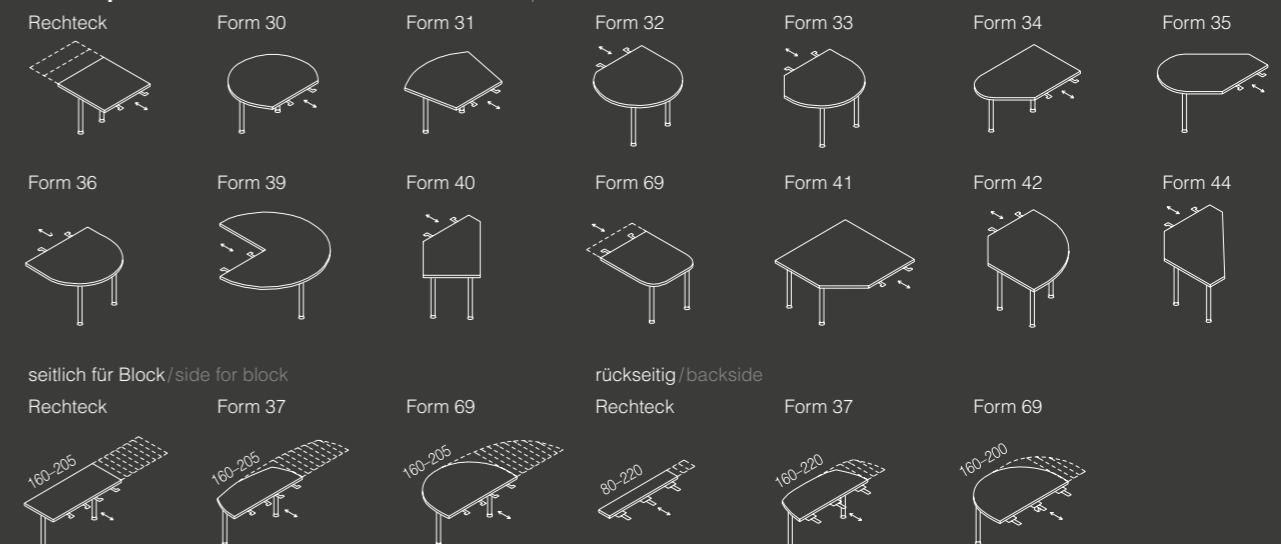 Rechteck Form 30 Form 31 Form 32 Form 33 Form 34 Form 35
Form 36 Form 39 Form 40 Form 69 Form 41 Form 42 Form 44
seitlich für Block/side for block rückseitig/backside
Rechteck Form 37 Form 69 Rechteck Form 37 Form 69
160–205 160–205 160–205 80–220 160–220 160–200